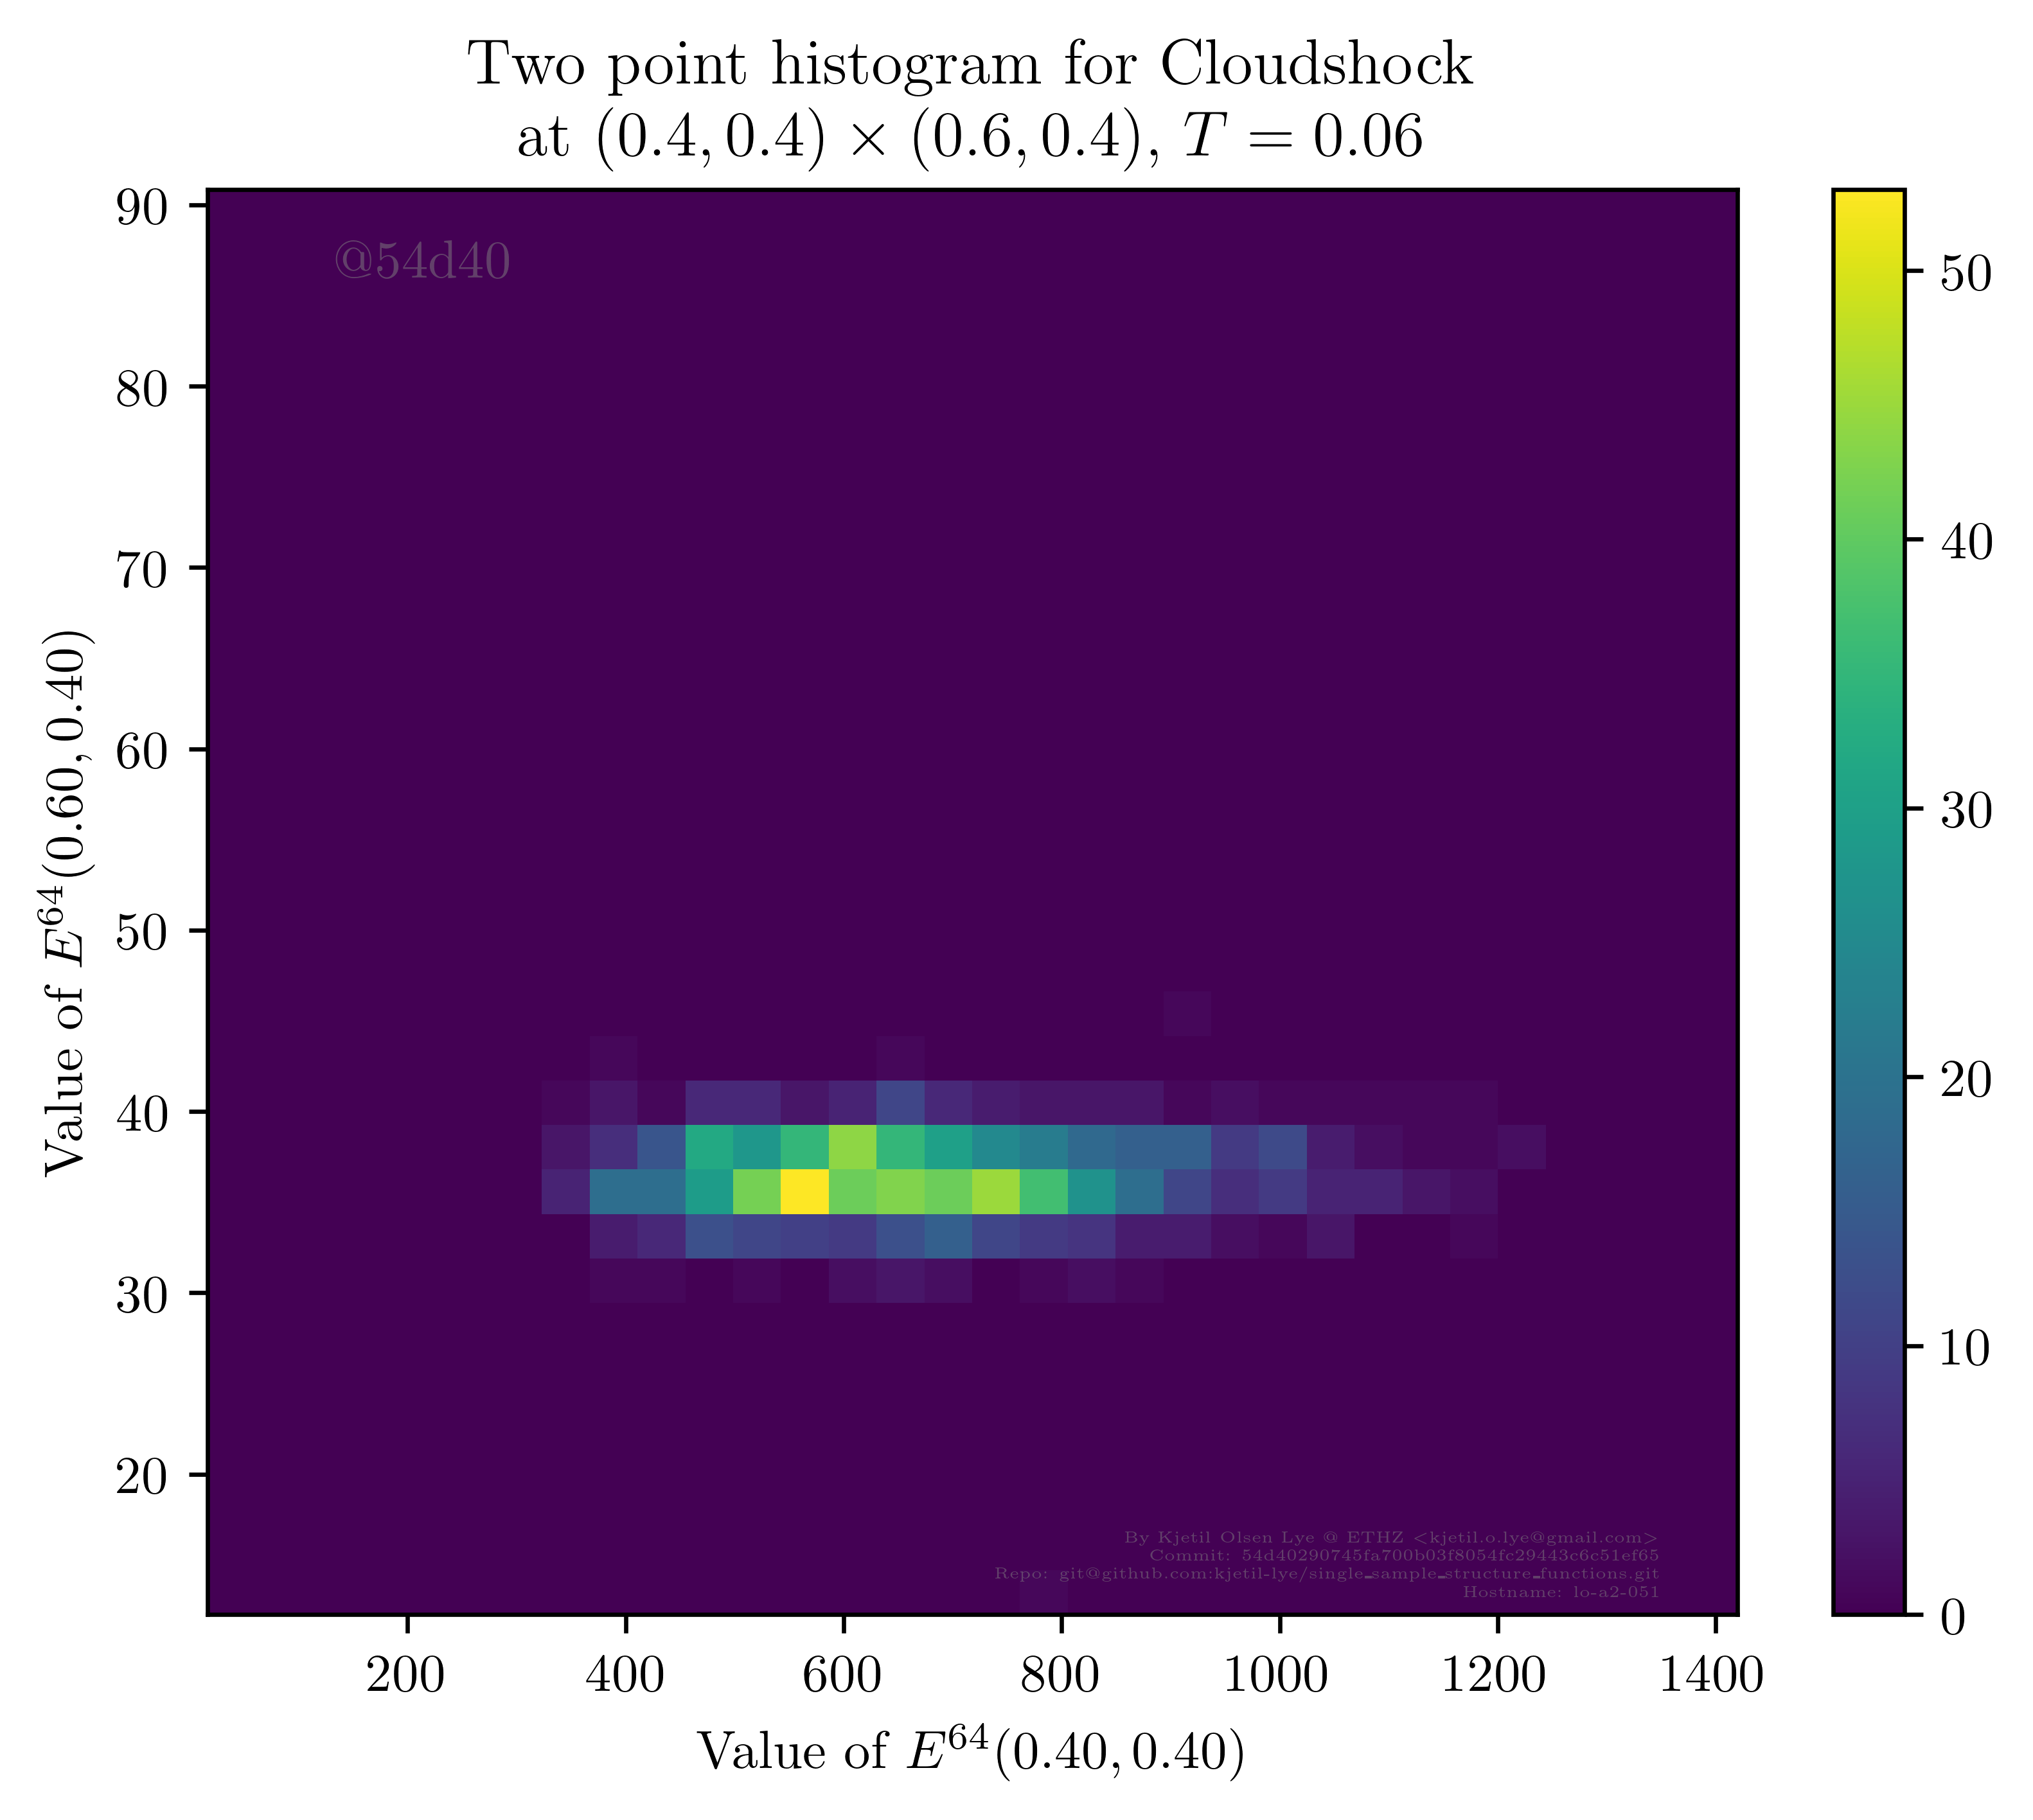 Two point histogram for Cloudshock
at (0.4, 0.4) × (0.6, 0.4), T = 0.06
@54d40
90
80
70
60
50
40
30
20
Value of E^64(0.60, 0.40)
200 400 600 800 1000 1200 1400
Value of E^64(0.40, 0.40)
50
40
30
20
10
0
By Kjetil Olsen Lye @ ETHZ <kjetil.o.lye@gmail.com>
Commit: 54d40290745fa700b03f8054fc29443c6c51ef65
Repo: git@github.com:kjetil-lye/single_sample_structure_functions.git
Hostname: lo-a2-051